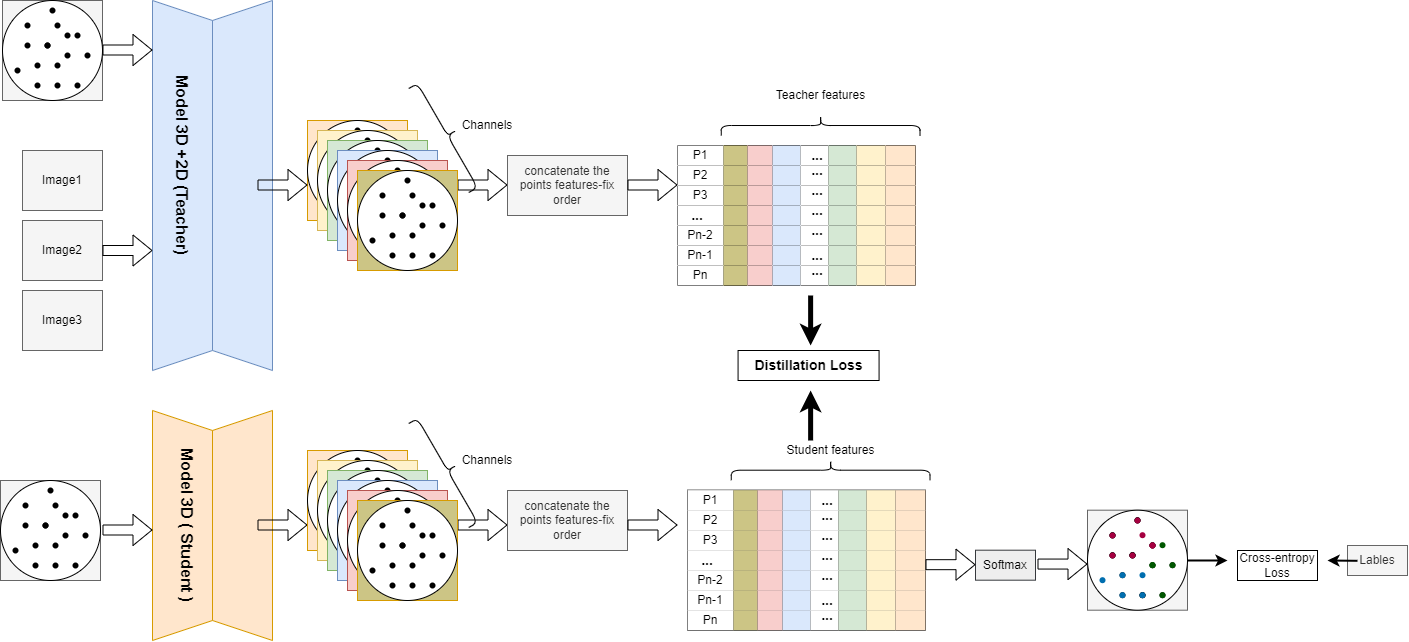 Model 3D +2D (Teacher)
Image1
Image2
Image3
Channels
concatenate the
points features-fix
order
Teacher features
P1
...
P2
...
P3
...
...
...
Pn-2
...
Pn-1
...
Pn
...
Distillation Loss
Model 3D ( Student )
Channels
concatenate the
points features-fix
order
Student features
P1
...
P2
...
P3
...
...
...
Pn-2
...
Pn-1
...
Pn
...
Softmax
Cross-entropy
Loss
Lables